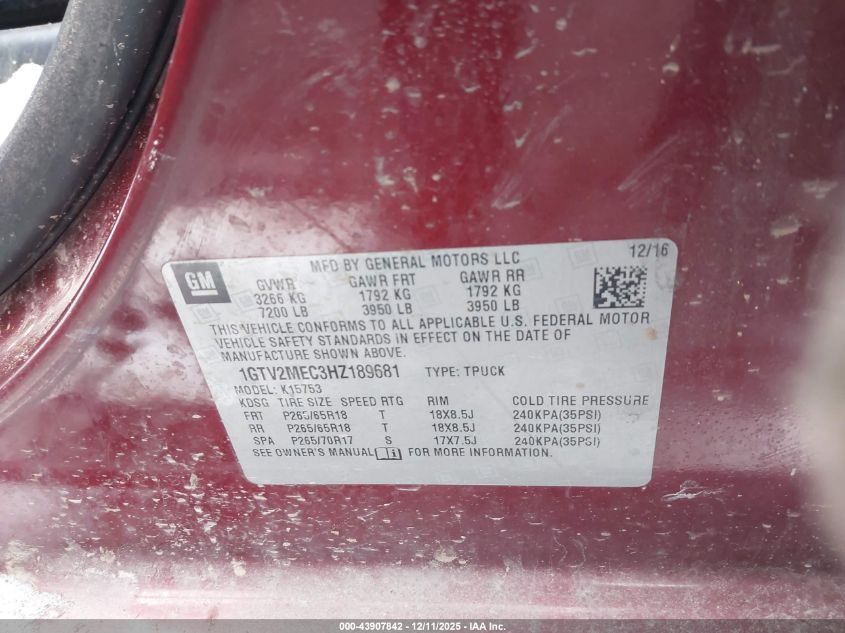 GM
MFD BY GENERAL MOTORS LLC 12/16
GVWR GAWR FRT GAWR RR
3266 KG 1792 KG 1792 KG
7200 LB 3950 LB 3950 LB
THIS VEHICLE CONFORMS TO ALL APPLICABLE U.S. FEDERAL MOTOR
VEHICLE SAFETY STANDARDS IN EFFECT ON THE DATE OF
MANUFACTURE SHOWN ABOVE.
1GTV2MEC3HZ189681 TYPE: TPUCK
MODEL: K15753
KDSG TIRE SIZE SPEED RTG RIM COLD TIRE PRESSURE
FRT P265/65R18 T 18X8.5J 240KPA(35PSI)
RR P265/65R18 T 18X8.5J 240KPA(35PSI)
SPA P265/70R17 S 17X7.5J 240KPA(35PSI)
SEE OWNER'S MANUAL FOR MORE INFORMATION.
000-43907842 - 12/11/2025 - IAA Inc.